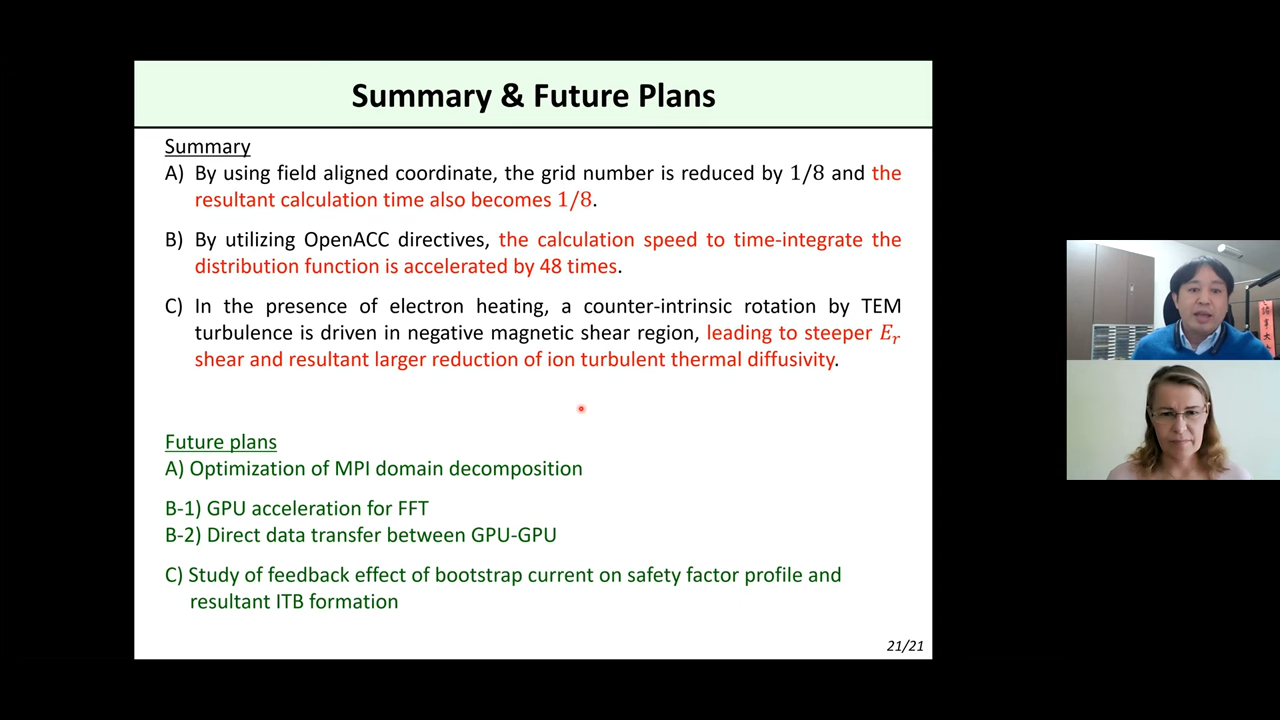 Summary & Future Plans
Summary
A) By using field aligned coordinate, the grid number is reduced by 1/8 and the
resultant calculation time also becomes 1/8.
B) By utilizing OpenACC directives, the calculation speed to time-integrate the
distribution function is accelerated by 48 times.
C) In the presence of electron heating, a counter-intrinsic rotation by TEM
turbulence is driven in negative magnetic shear region, leading to steeper E_r
shear and resultant larger reduction of ion turbulent thermal diffusivity.
Future plans
A) Optimization of MPI domain decomposition
B-1) GPU acceleration for FFT
B-2) Direct data transfer between GPU-GPU
C) Study of feedback effect of bootstrap current on safety factor profile and
resultant ITB formation
21/21